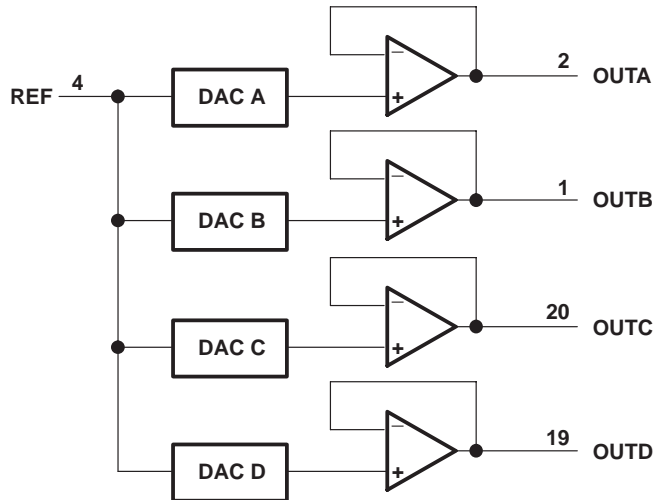 REF 4 DAC A − + 2 OUTA
DAC B − + 1 OUTB
DAC C − + 20 OUTC
DAC D − + 19 OUTD